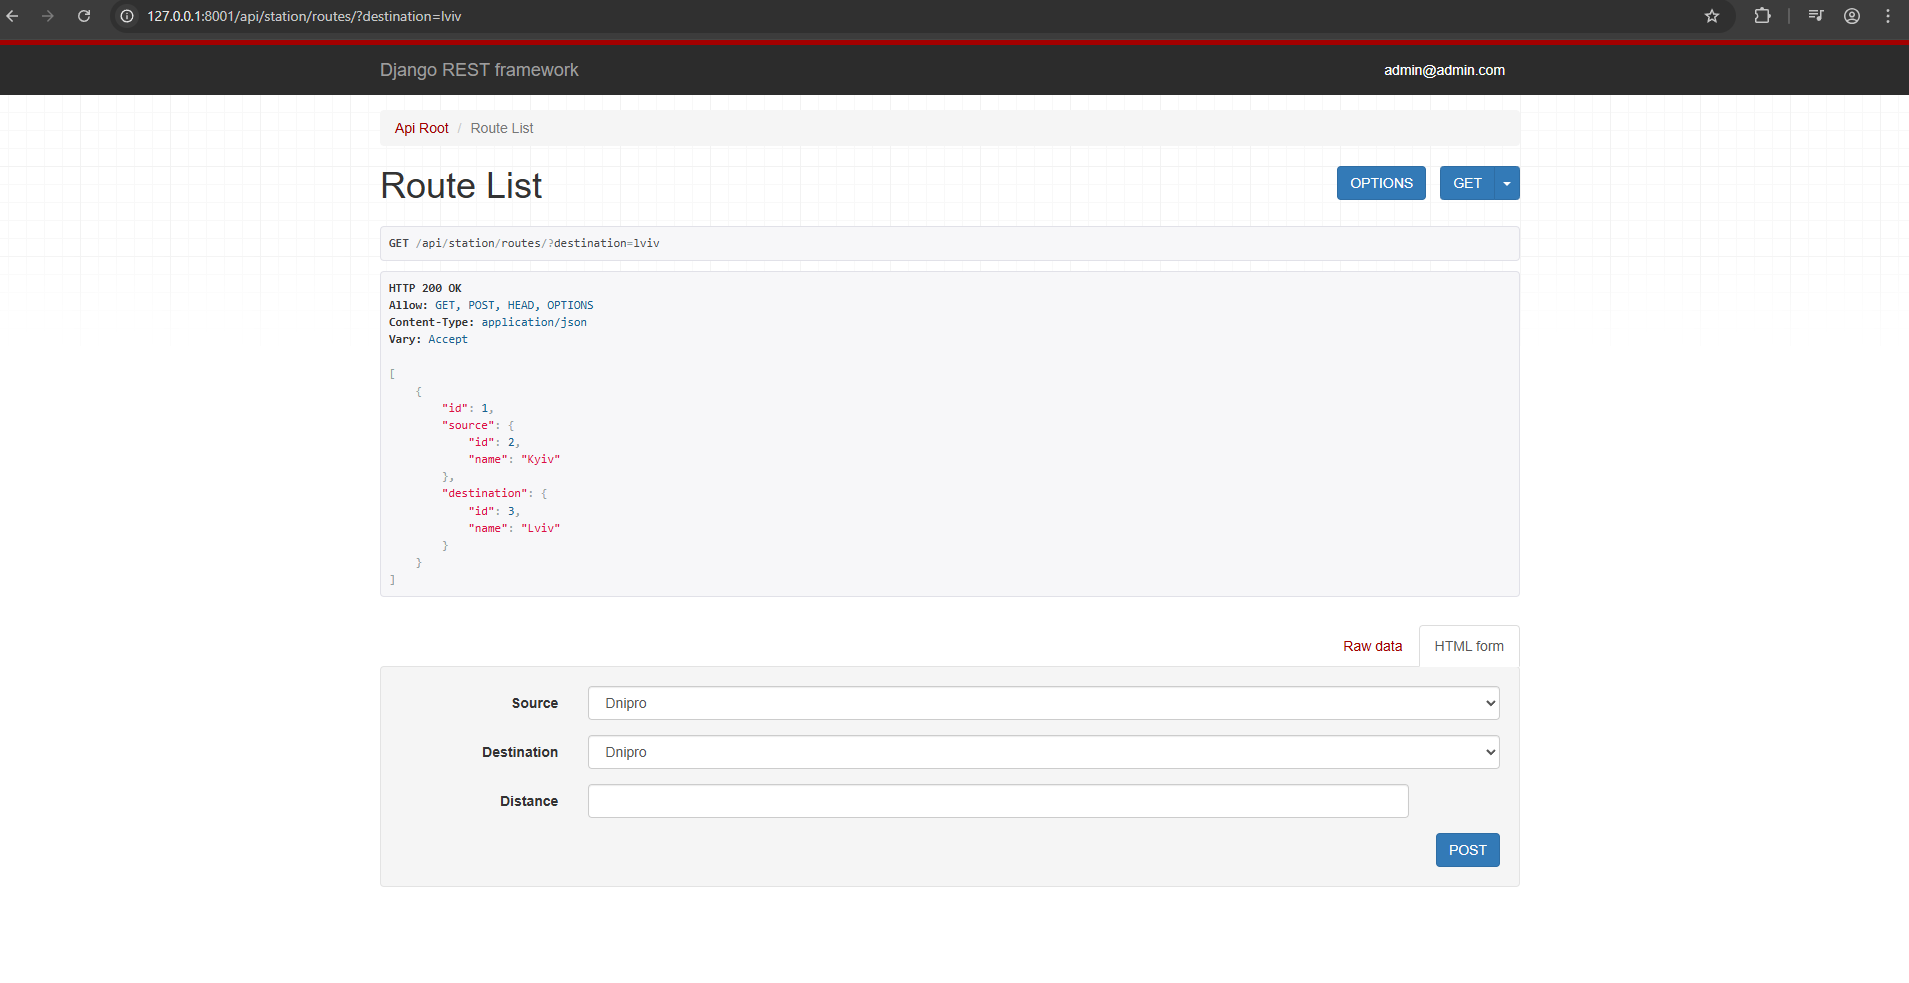 127.0.0.1:8001/api/station/routes/?destination=lviv
Django REST framework
admin@admin.com
Api Root / Route List
Route List
OPTIONS
GET
GET /api/station/routes/?destination=lviv
HTTP 200 OK
Allow: GET, POST, HEAD, OPTIONS
Content-Type: application/json
Vary: Accept
[
    {
        "id": 1,
        "source": {
            "id": 2,
            "name": "Kyiv"
        },
        "destination": {
            "id": 3,
            "name": "Lviv"
        }
    }
]
Raw data
HTML form
Source
Dnipro
Destination
Dnipro
Distance
POST